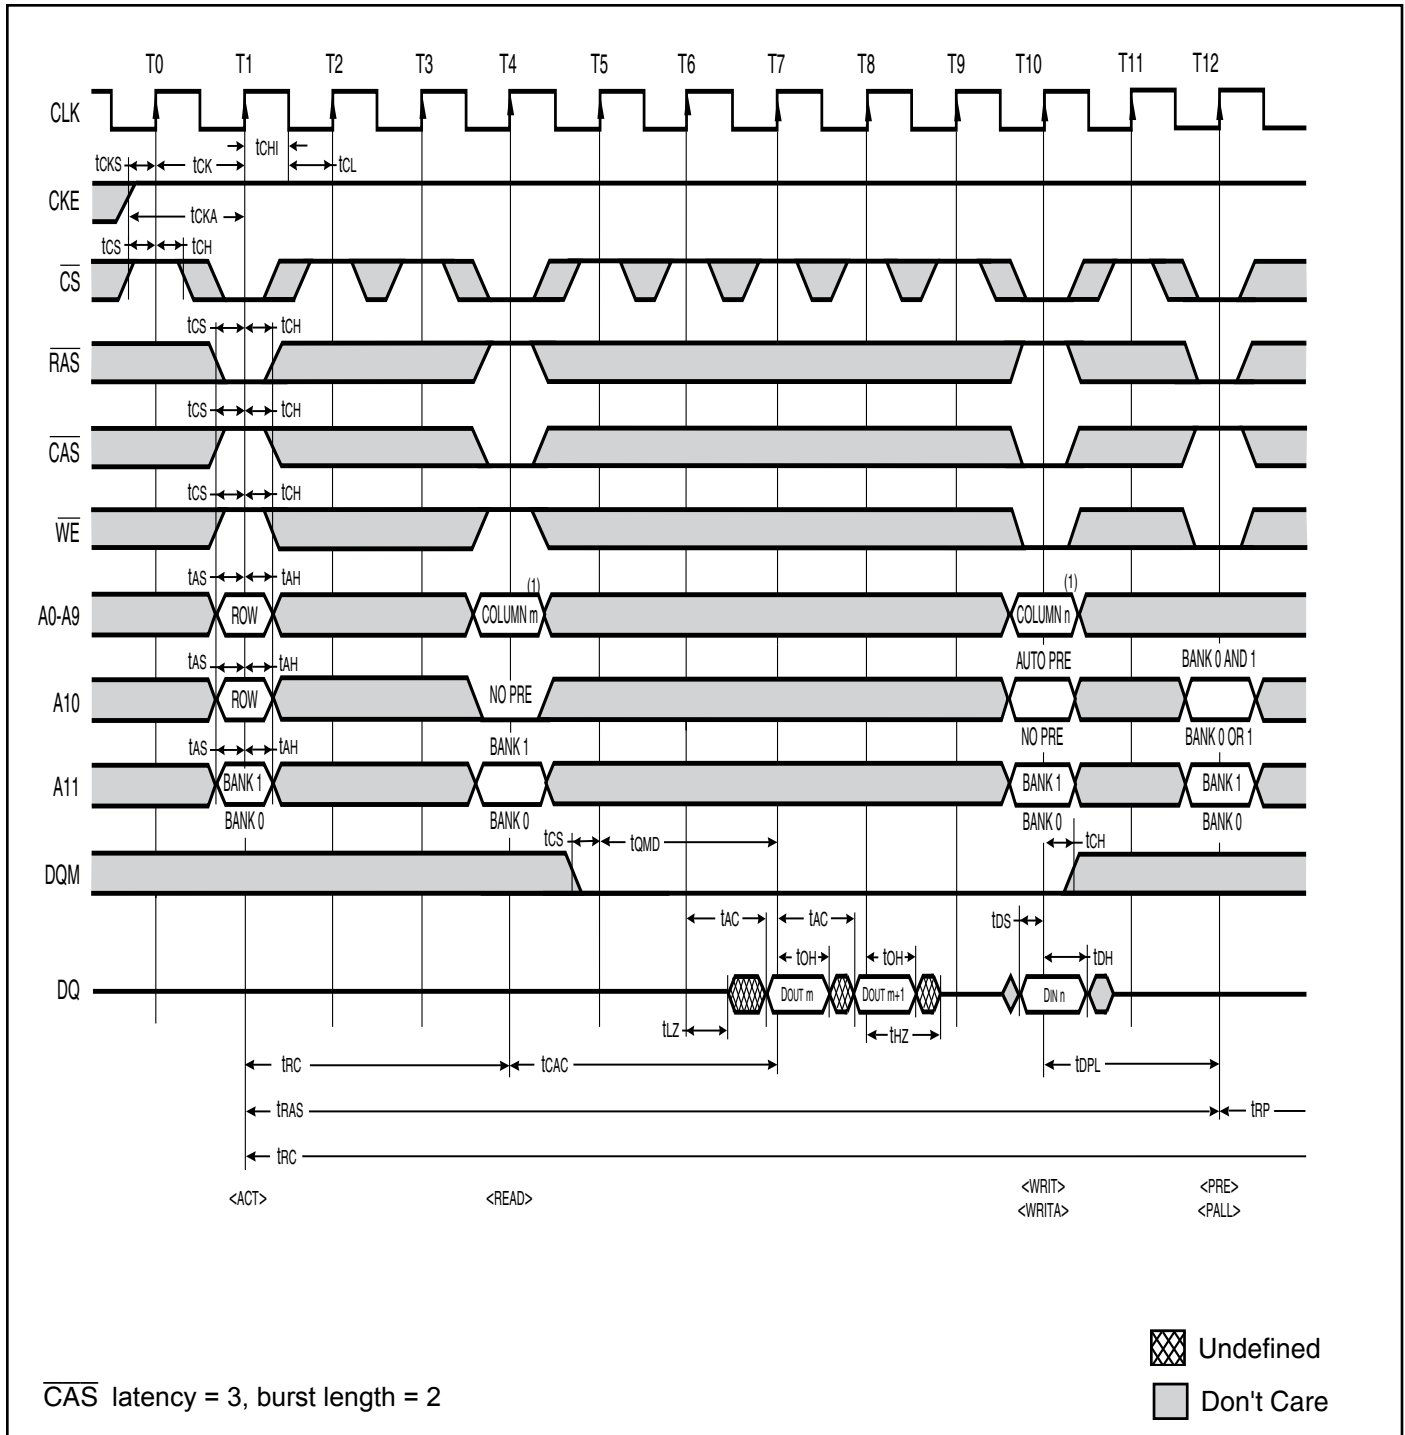 T0 T1 T2 T3 T4 T5 T6 T7 T8 T9 T10 T11 T12
CLK
tCHI
tCKS tCK tCL
CKE
tCKA
tCS tCH
CS
tCS tCH
RAS
tCS tCH
CAS
tCS tCH
WE
tAS tAH (1) (1)
A0-A9 ROW COLUMN m COLUMN n
tAS tAH AUTO PRE BANK 0 AND 1
A10 ROW NO PRE
tAS tAH BANK 1 NO PRE BANK 0 OR 1
A11 BANK 1 BANK 1 BANK 1
BANK 0 BANK 0 BANK 0 BANK 0
tCS tQMD tCH
DQM
tAC tAC tDS
tOH tOH tDH
DQ DOUT m DOUT m+1 DIN n
tLZ tHZ
tRC tCAC tDPL
tRAS tRP
tRC
<ACT> <READ> <WRIT> <PRE>
<WRITA> <PALL>
Undefined
CAS latency = 3, burst length = 2
Don't Care